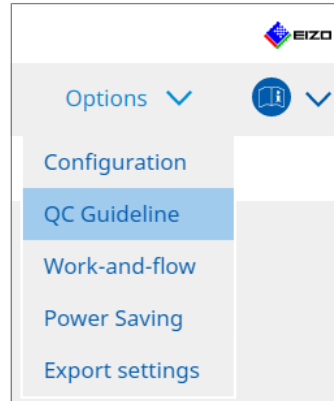 EIZO
Options
Configuration
QC Guideline
Work-and-flow
Power Saving
Export settings